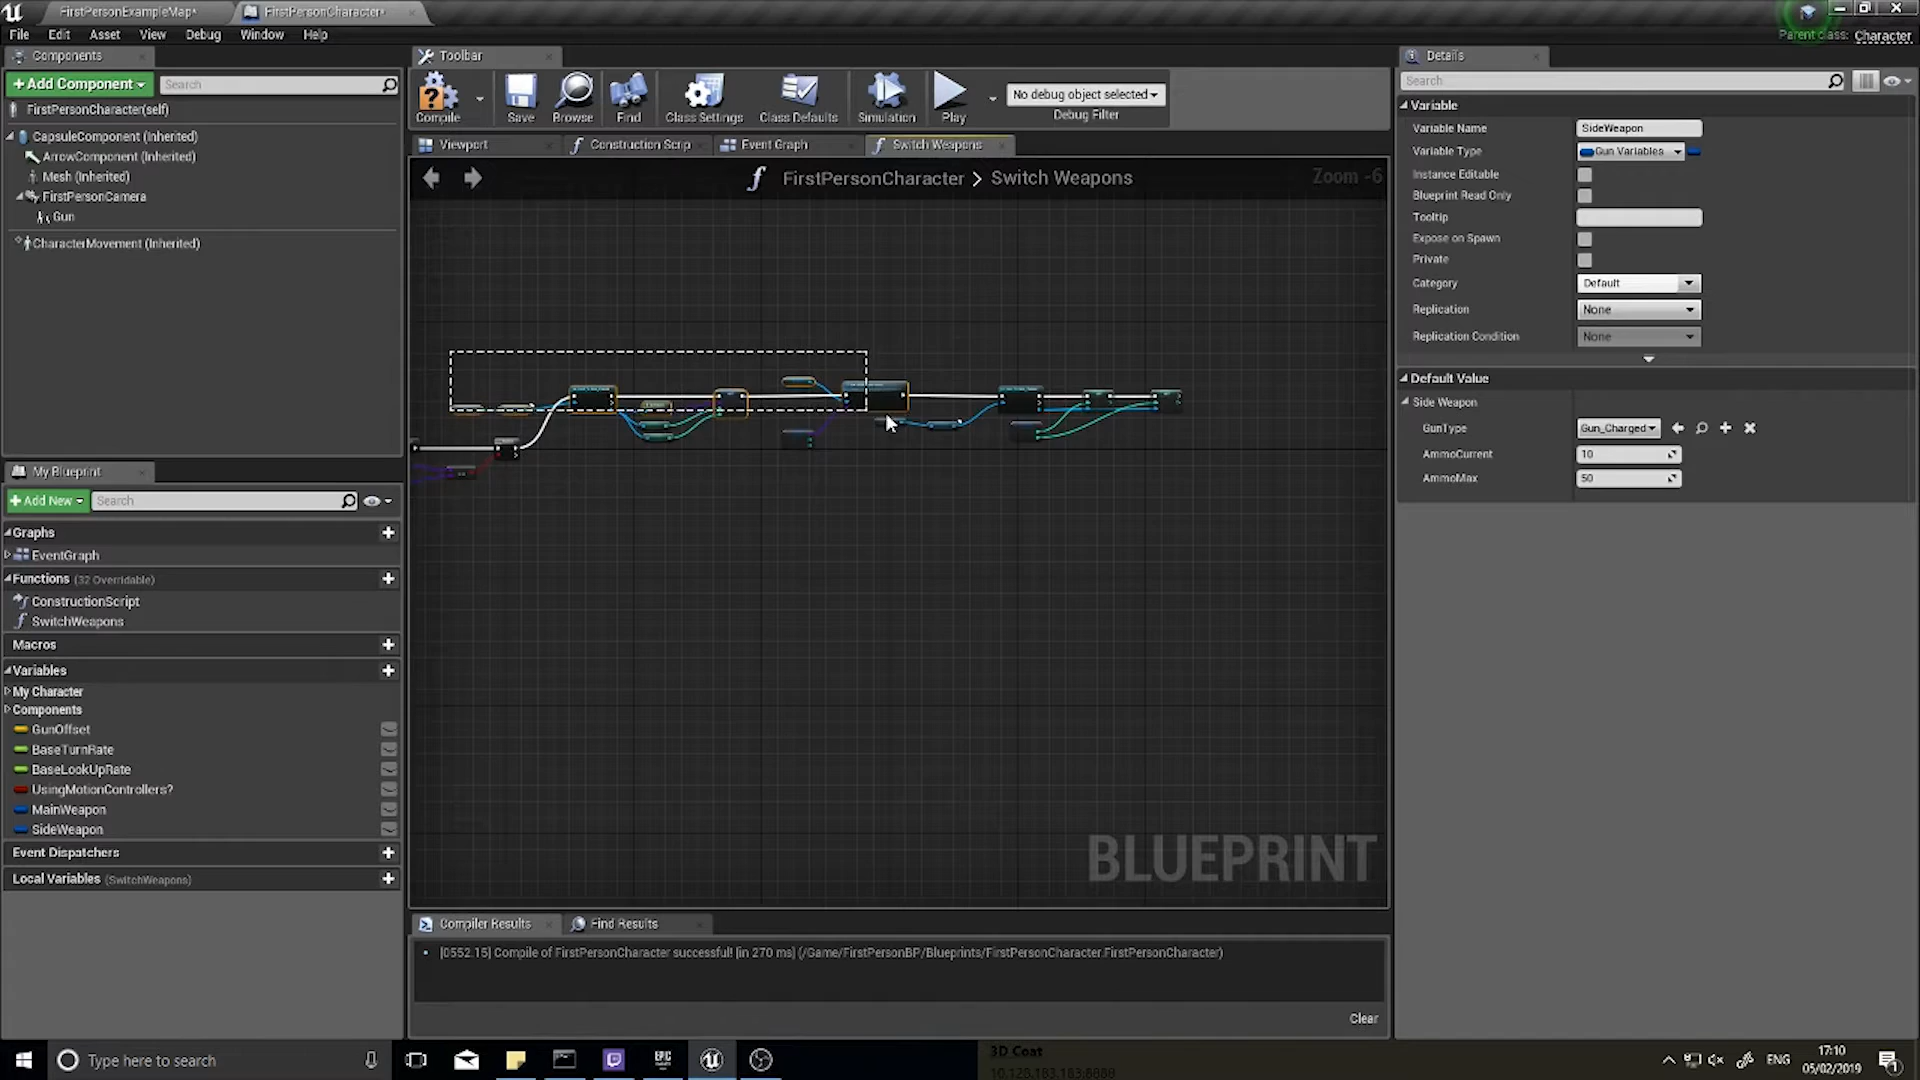 FirstPersonExampleMap*
FirstPersonCharacter*
File Edit Asset View Debug Window Help
Parent class: Character
Components
+Add Component
Search
FirstPersonCharacter(self)
CapsuleComponent (Inherited)
ArrowComponent (Inherited)
Mesh (Inherited)
FirstPersonCamera
Gun
CharacterMovement (Inherited)
My Blueprint
+Add New
Search
Graphs
EventGraph
Functions (32 Overridable)
ConstructionScript
SwitchWeapons
Macros
Variables
My Character
Components
GunOffset
BaseTurnRate
BaseLookUpRate
UsingMotionControllers?
MainWeapon
SideWeapon
Event Dispatchers
Local Variables (SwitchWeapons)
Toolbar
Compile
Save
Browse
Find
Class Settings
Class Defaults
Simulation
Play
No debug object selected
Debug Filter
Viewport
Construction Scrip
Event Graph
Switch Weapons
FirstPersonCharacter > Switch Weapons
Zoom -6
BLUEPRINT
Compiler Results
Find Results
[0552.15] Compile of FirstPersonCharacter successful! [in 270 ms] (/Game/FirstPersonBP/Blueprints/FirstPersonCharacter.FirstPersonCharacter)
Clear
Details
Search
Variable
Variable Name SideWeapon
Variable Type Gun Variables
Instance Editable
Blueprint Read Only
Tooltip
Expose on Spawn
Private
Category Default
Replication None
Replication Condition None
Default Value
Side Weapon
GunType Gun_Charged
AmmoCurrent 10
AmmoMax 50
Type here to search
EPIC
3D Coat
10.128.183.183:8888
ENG
17:10
05/02/2019